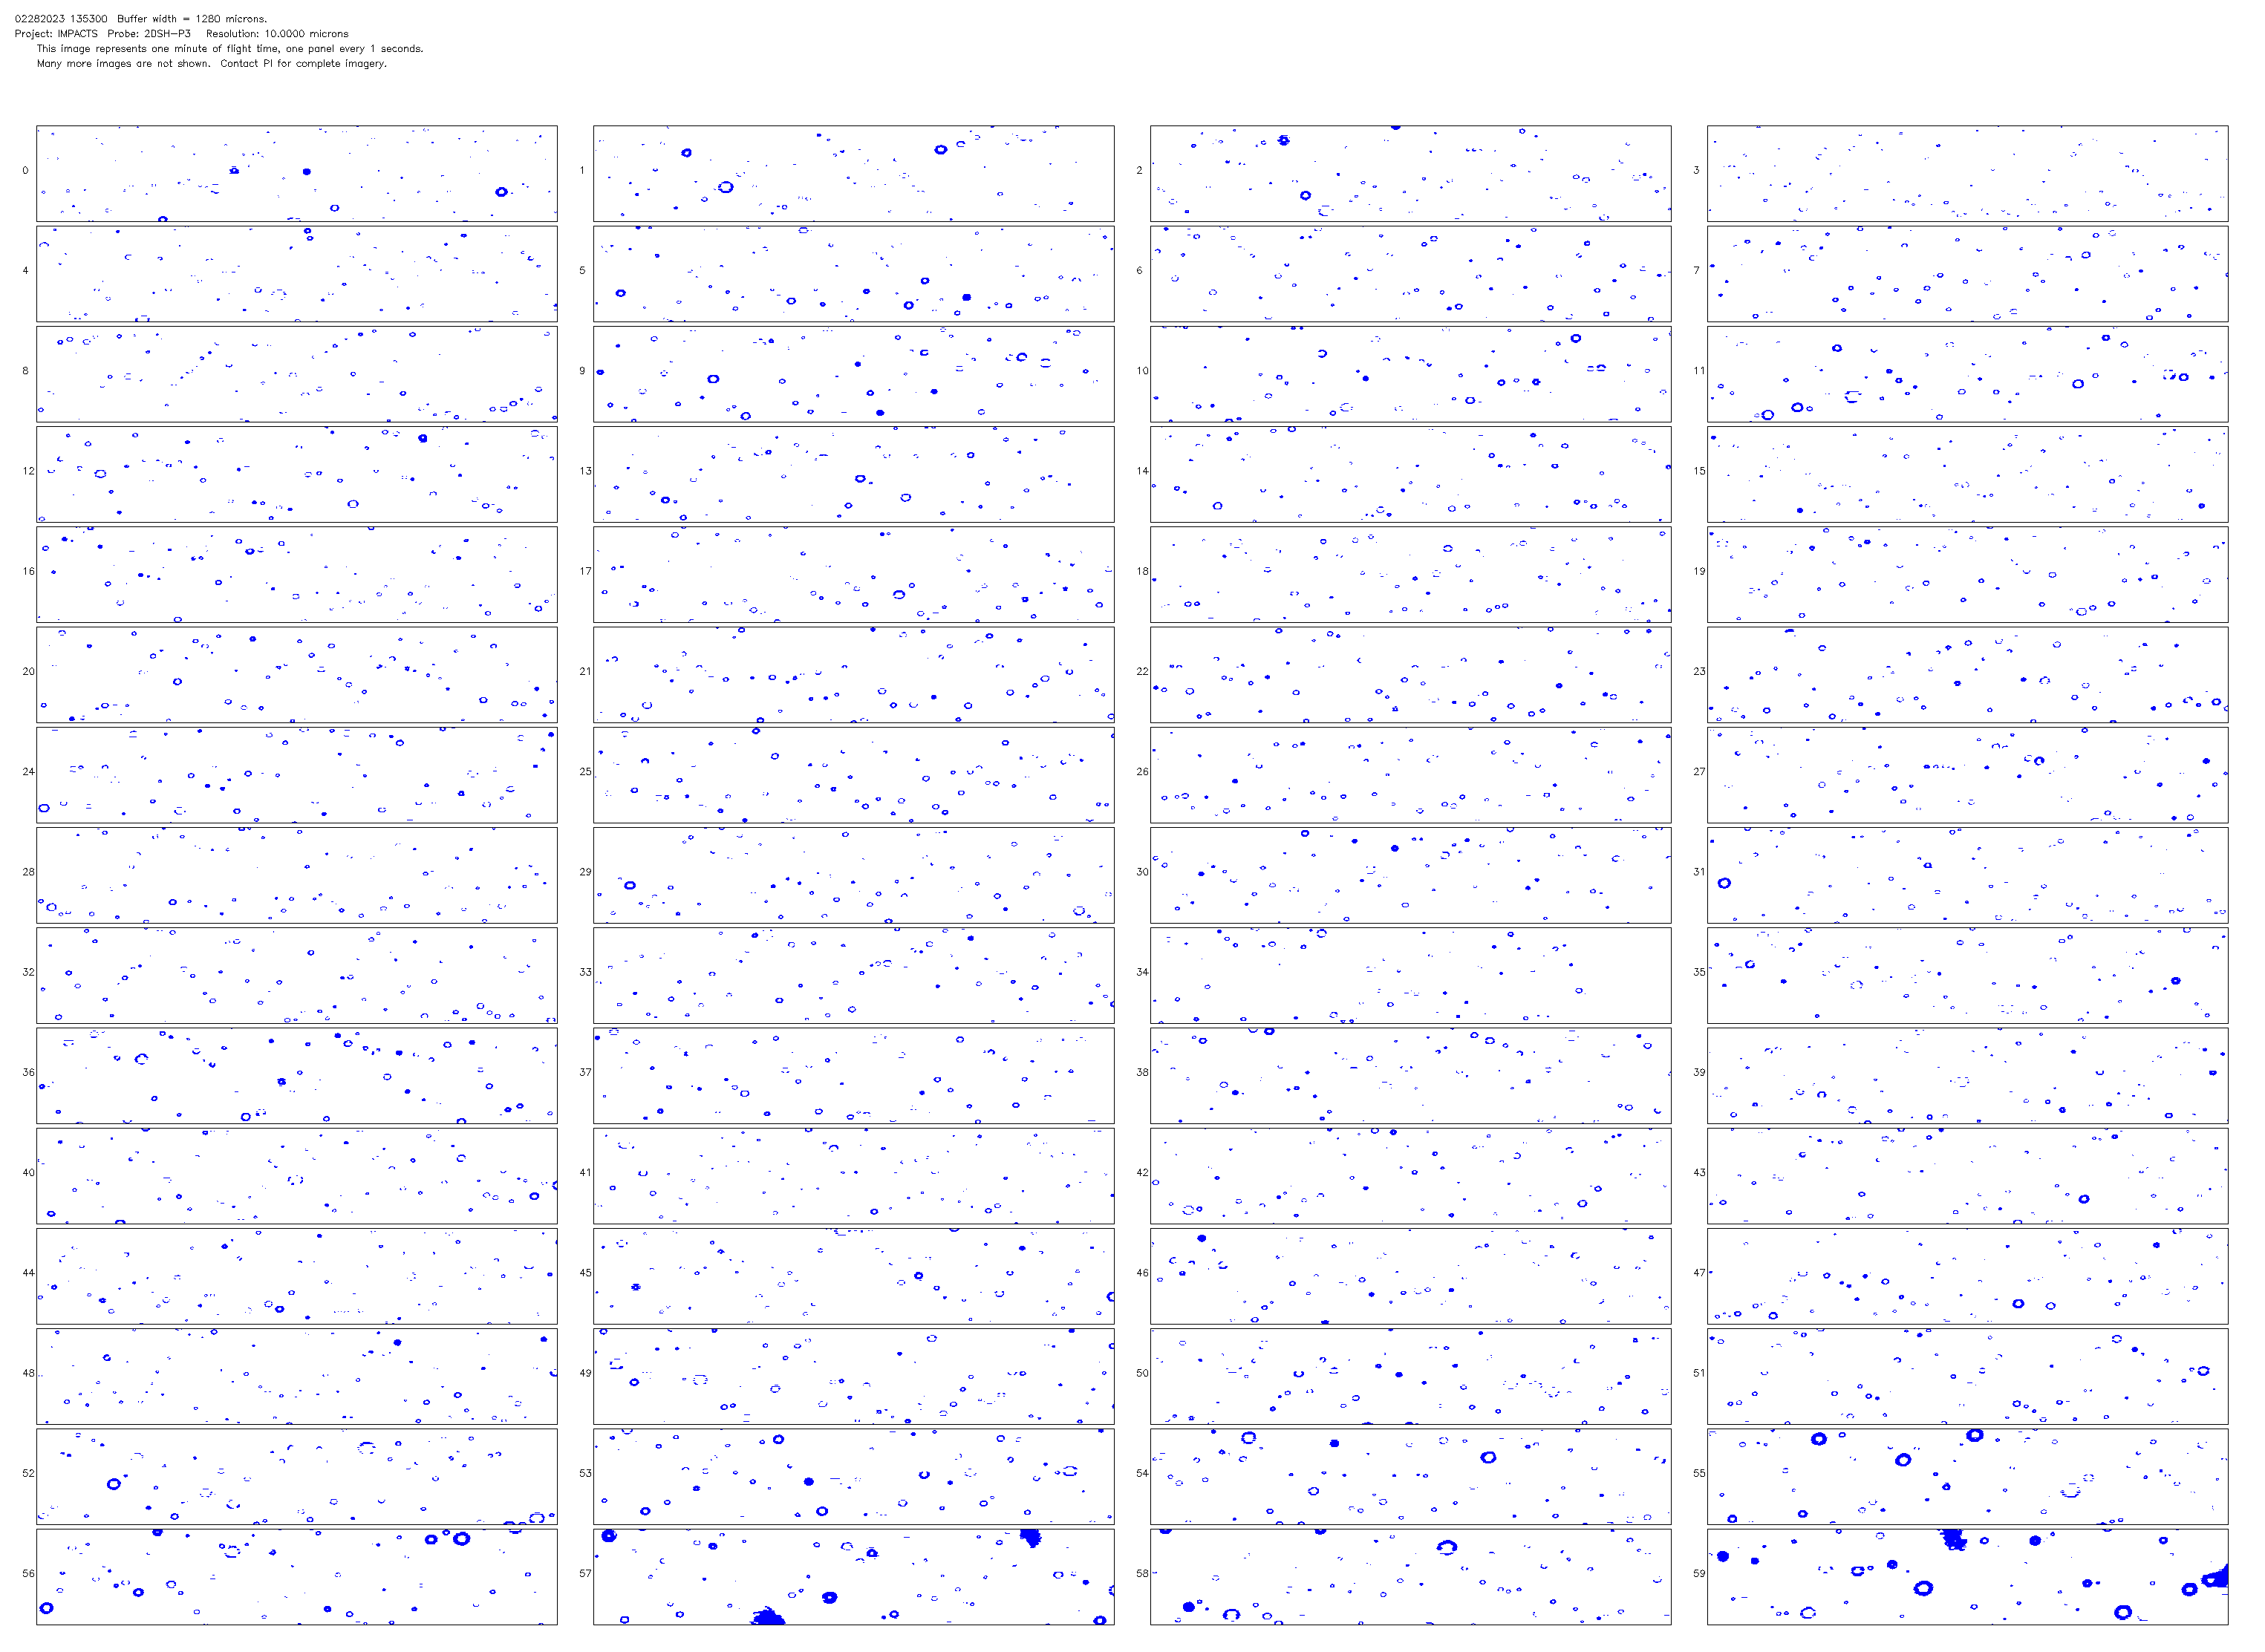 02282023 135300  Buffer width = 1280 microns.
Project: IMPACTS  Probe: 2DSH-P3    Resolution: 10.0000 microns
This image represents one minute of flight time, one panel every 1 seconds.
Many more images are not shown.  Contact PI for complete imagery.
0 1 2 3
4 5 6 7
8 9 10 11
12 13 14 15
16 17 18 19
20 21 22 23
24 25 26 27
28 29 30 31
32 33 34 35
36 37 38 39
40 41 42 43
44 45 46 47
48 49 50 51
52 53 54 55
56 57 58 59